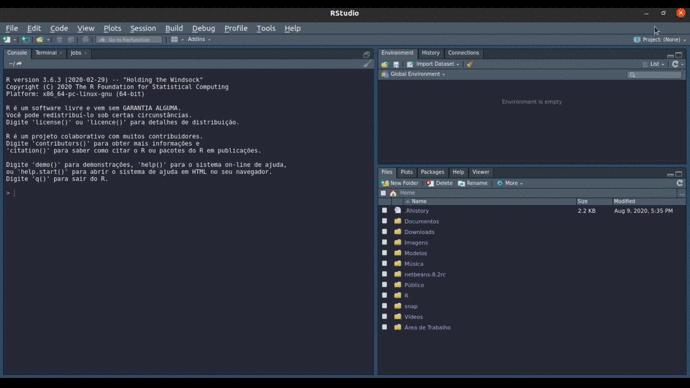 RStudio
File Edit Code View Plots Session Build Debug Profile Tools Help
Go to file/function Addins Project: (None)
Console Terminal Jobs
~/
R version 3.6.3 (2020-02-29) -- "Holding the Windsock"
Copyright (C) 2020 The R Foundation for Statistical Computing
Platform: x86_64-pc-linux-gnu (64-bit)
R é um software livre e vem sem GARANTIA ALGUMA.
Você pode redistribuí-lo sob certas circunstâncias.
Digite 'license()' ou 'licence()' para detalhes de distribuição.
R é um projeto colaborativo com muitos contribuidores.
Digite 'contributors()' para obter mais informações e
'citation()' para saber como citar o R ou pacotes do R em publicações.
Digite 'demo()' para demonstrações, 'help()' para o sistema on-line de ajuda,
ou 'help.start()' para abrir o sistema de ajuda em HTML no seu navegador.
Digite 'q()' para sair do R.
>
Environment History Connections
Import Dataset List
Global Environment
Environment is empty
Files Plots Packages Help Viewer
New Folder Delete Rename More
Home
Name Size Modified
.Rhistory 2.2 KB Aug 9, 2020, 5:35 PM
Documentos
Downloads
Imagens
Modelos
Música
netbeans-8.2rc
Público
R
snap
Vídeos
Área de Trabalho